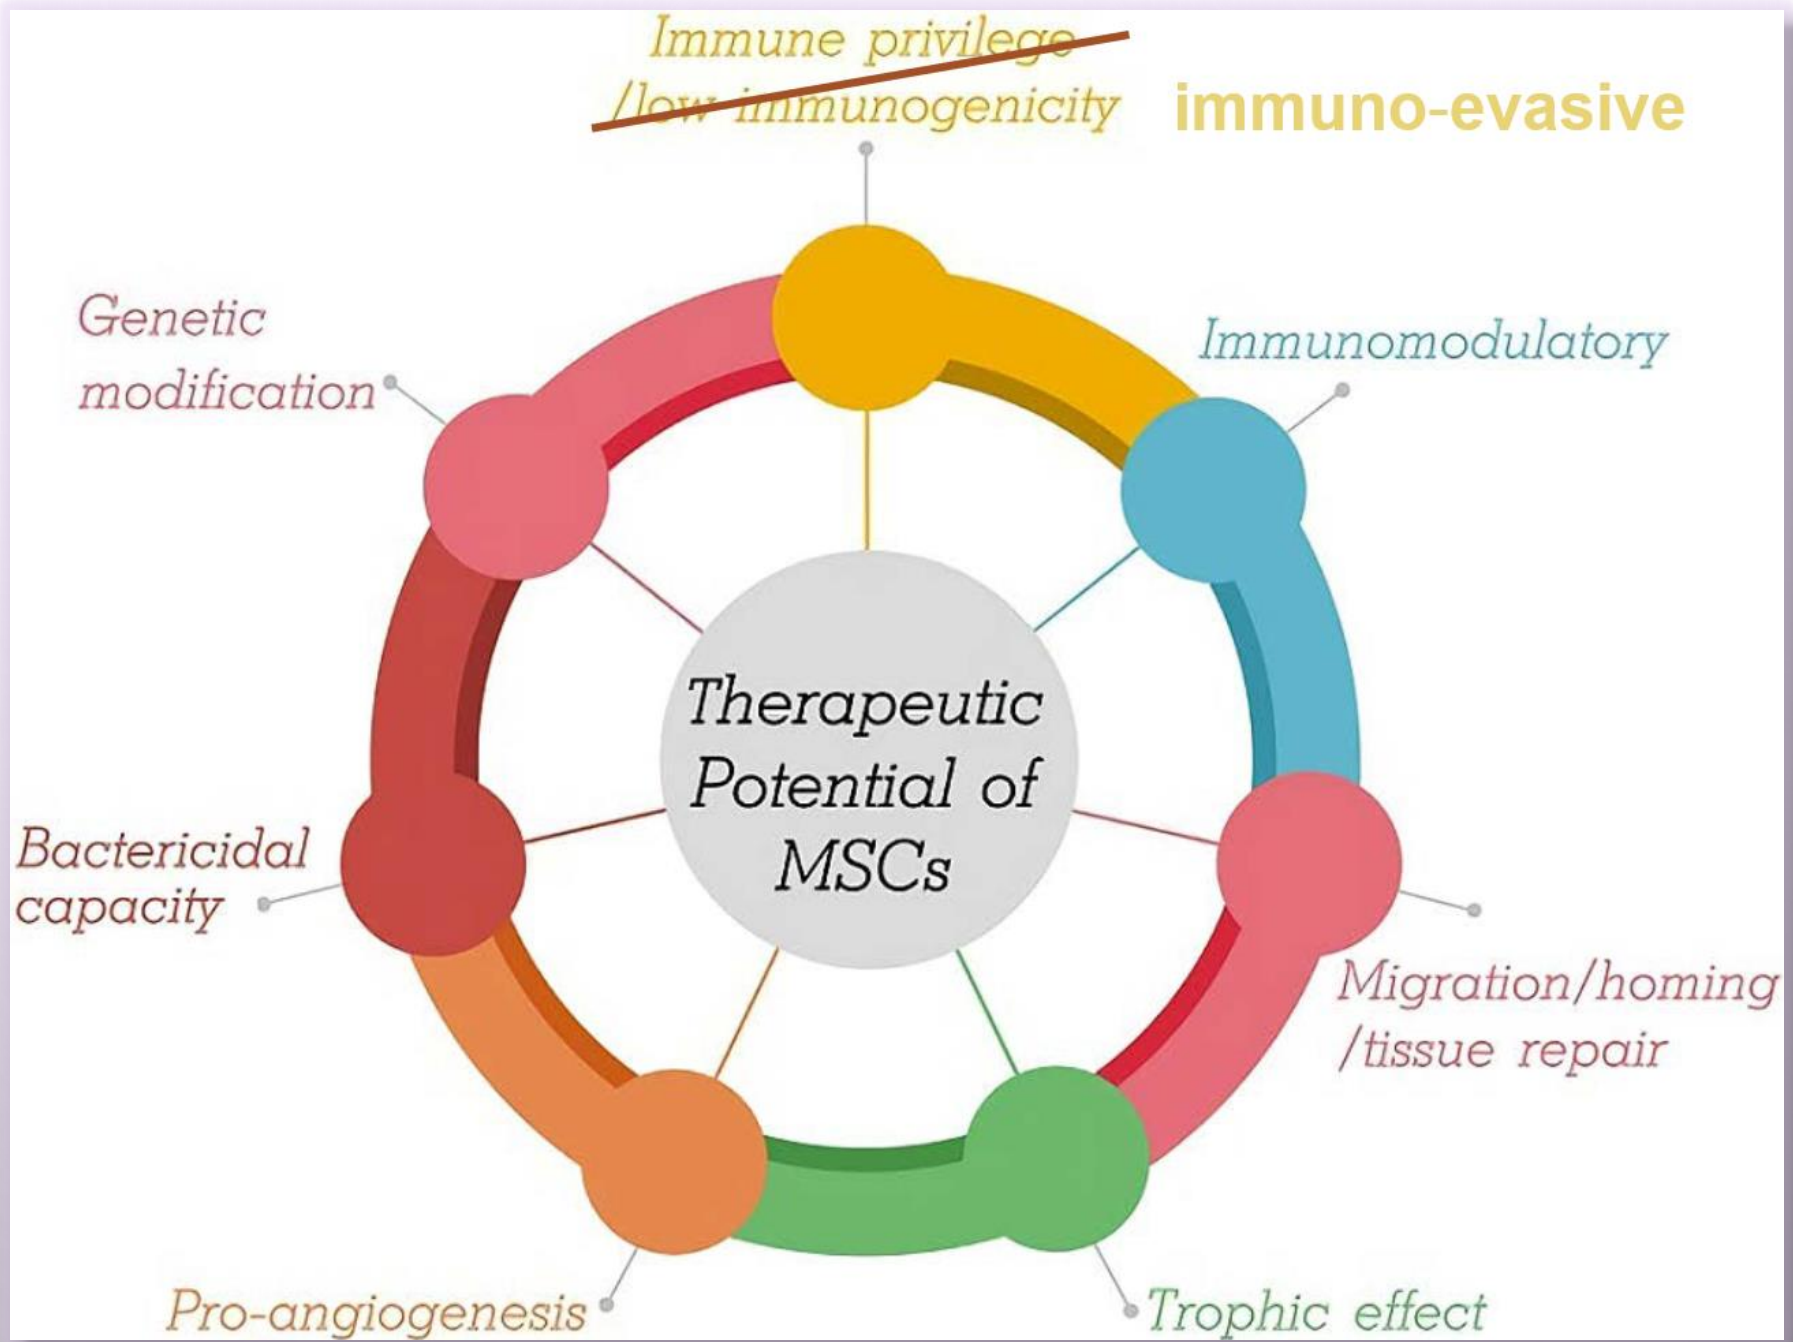 Immune privilege
/low immunogenicity
immuno-evasive
Genetic
modification
Immunomodulatory
Therapeutic
Potential of
MSCs
Bactericidal
capacity
Migration/homing
/tissue repair
Pro-angiogenesis
Trophic effect